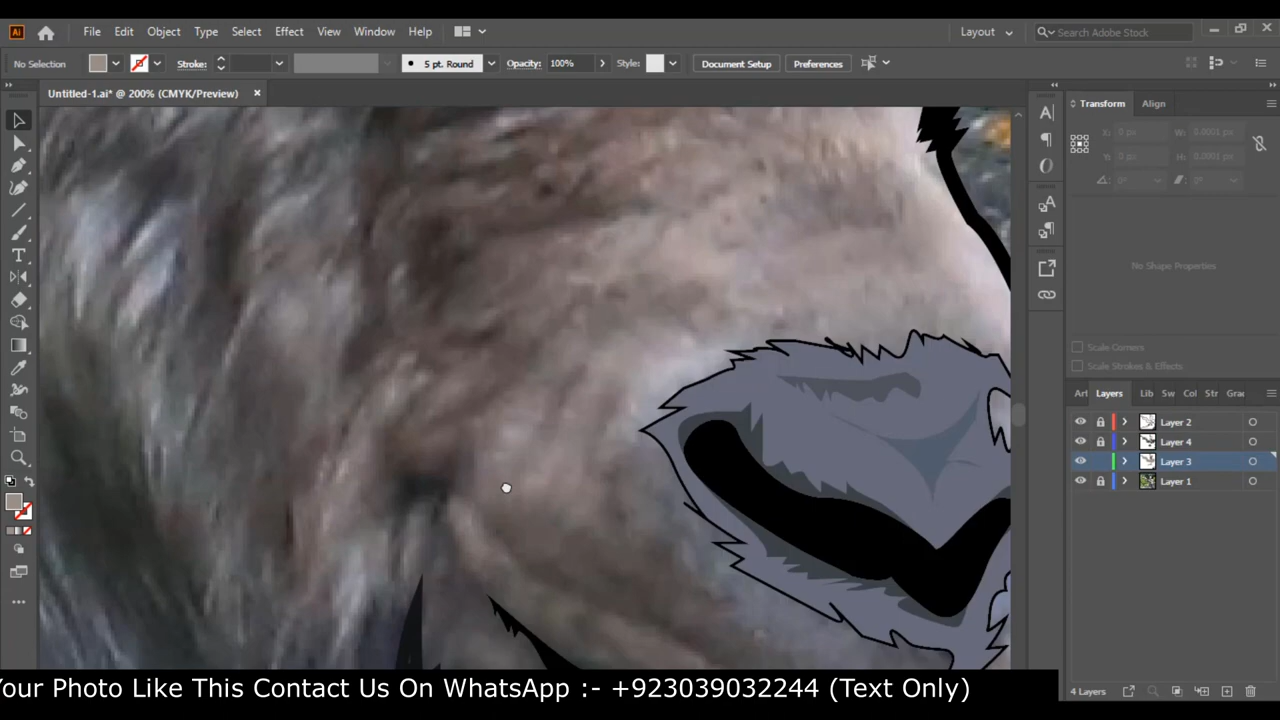 Ai File Edit Object Type Select Effect View Window Help Layout Search Adobe Stock
No Selection Stroke: 5 pt. Round Opacity: 100% Style: Document Setup Preferences
Untitled-1.ai* @ 200% (CMYK/Preview)
Transform Align
X: 0 px W: 0.0001 px
Y: 0 px H: 0.0001 px
0° 0°
No Shape Properties
Scale Corners
Scale Strokes & Effects
Art Layers Lib Sw Col Str Grac
Layer 2
Layer 4
Layer 3
Layer 1
4 Layers
Your Photo Like This Contact Us On WhatsApp :- +923039032244 (Text Only)